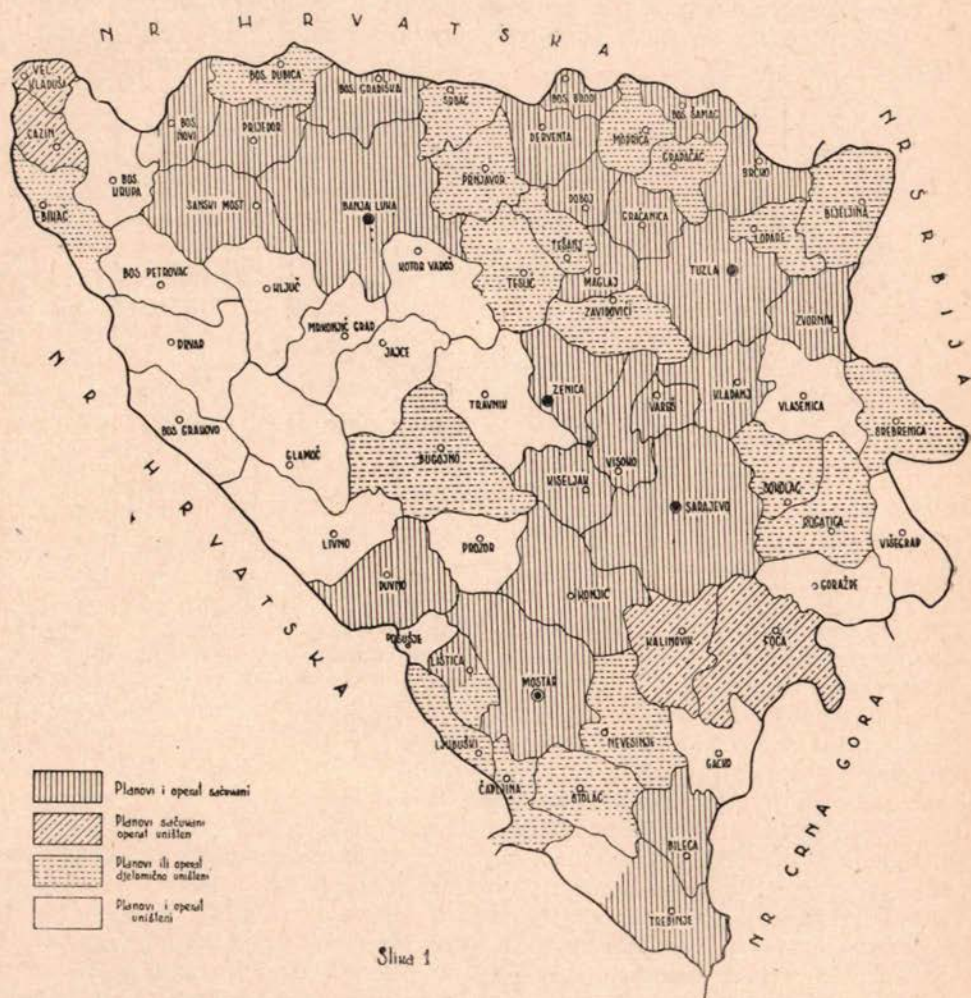 NR HRVATSKA
VEL. KLADUŠA
BOS. DUBICA
BOS. GRADIŠKA
SRBAC
BOS. BROD
BOS. ŠAMAC
NR SRBIJA
CAZIN
BOS. NOVI
PRIJEDOR
DERVENTA
MODRIČA
GRADAČAC
BRČKO
BOS. KRUPA
PRNJAVOR
BIHAĆ
SANSKI MOST
BANJA LUKA
DOBOJ
GRAČANICA
LOPARE
BIJELJINA
BOS PETROVAC
KLJUČ
KOTOR VAROŠ
TESLIĆ
TEŠANJ
MAGLAJ
TUZLA
ZAVIDOVIĆI
ZVORNIK
DRVAR
MRKONJIĆ GRAD
JAJCE
NR HRVATSKA
TRAVNIK
ZENICA
VAREŠ
KLADANJ
VLASENICA
SREBRENICA
BOS GRAHOVO
GLAMOČ
BUGOJNO
VISOKO
KISELJAK
SARAJEVO
SOKOLAC
ROGATICA
VIŠEGRAD
LIVNO
PROZOR
DUVNO
KONJIC
GORAŽDE
POSUŠJE
LIŠTICA
MOSTAR
KALINOVIK
FOČA
NR CRNA GORA
LJUBUŠKI
ČAPLJINA
NEVESINJE
GACKO
STOLAC
BILEĆA
TREBINJE
Planovi i operat sačuvani
Planovi sačuvani
operat uništen
Planovi ili operat
djelomično uništeni
Planovi i operat
uništeni
Slika 1